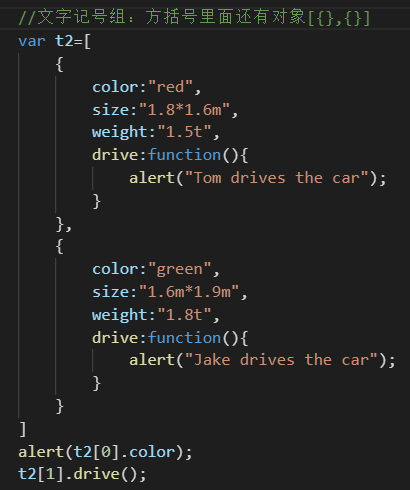 //文字记号组：方括号里面还有对象[{},{}]
var t2=[
    {
        color:"red",
        size:"1.8*1.6m",
        weight:"1.5t",
        drive:function(){
            alert("Tom drives the car");
        }
    },
    {
        color:"green",
        size:"1.6m*1.9m",
        weight:"1.8t",
        drive:function(){
            alert("Jake drives the car");
        }
    }
]
alert(t2[0].color);
t2[1].drive();